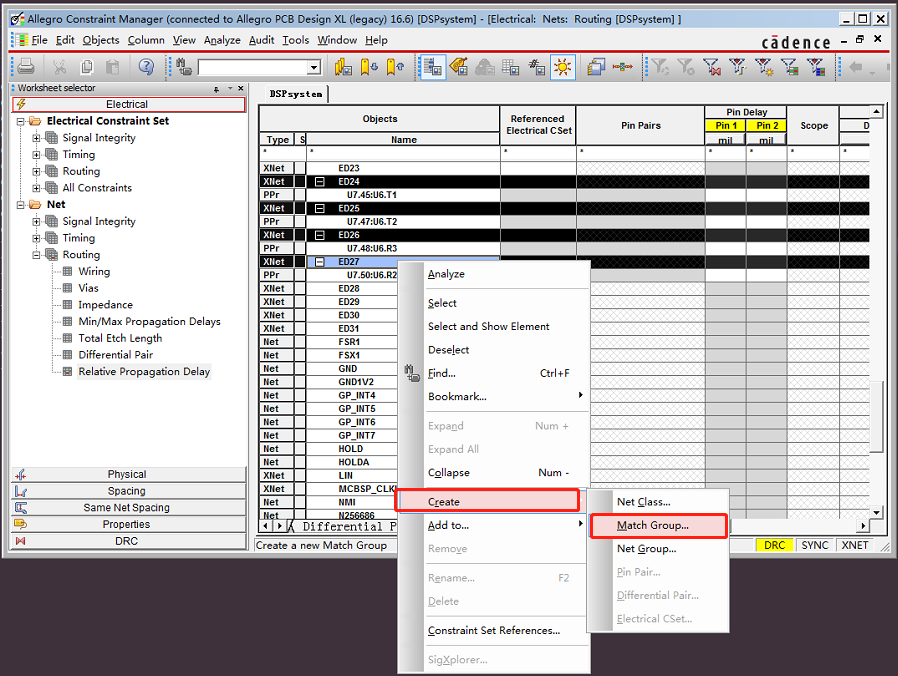 Allegro Constraint Manager (connected to Allegro PCB Design XL (legacy) 16.6) [DSPsystem] - [Electrical: Nets: Routing [DSPsystem] ]
File Edit Objects Column View Analyze Audit Tools Window Help
cādence
Worksheet selector
Electrical
Electrical Constraint Set
Signal Integrity
Timing
Routing
All Constraints
Net
Signal Integrity
Timing
Routing
Wiring
Vias
Impedance
Min/Max Propagation Delays
Total Etch Length
Differential Pair
Relative Propagation Delay
Physical
Spacing
Same Net Spacing
Properties
DRC
DSPsystem
Objects
Referenced
Electrical CSet
Pin Pairs
Pin Delay
Scope
Pin 1 Pin 2
D
Type S Name mil mil
* * * * * * * *
XNet ED23
XNet ED24
PPr U7.45:U6.T1
XNet ED25
PPr U7.47:U6.T2
XNet ED26
PPr U7.48:U6.R3
XNet ED27
PPr U7.50:U6.R2
XNet ED28
XNet ED29
XNet ED30
XNet ED31
Net FSR1
Net FSX1
Net GND
Net GND1V2
Net GP_INT4
Net GP_INT5
Net GP_INT6
Net GP_INT7
Net HOLD
Net HOLDA
XNet LIN
XNet MCBSP_CLK
Net NMI
Net N256686
Differential P
Create a new Match Group
DRC SYNC XNET
Analyze
Select
Select and Show Element
Deselect
Find... Ctrl+F
Bookmark...
Expand Num +
Expand All
Collapse Num -
Create
Add to...
Remove
Rename... F2
Delete
Constraint Set References...
SigXplorer...
Net Class...
Match Group...
Net Group...
Pin Pair...
Differential Pair...
Electrical CSet...